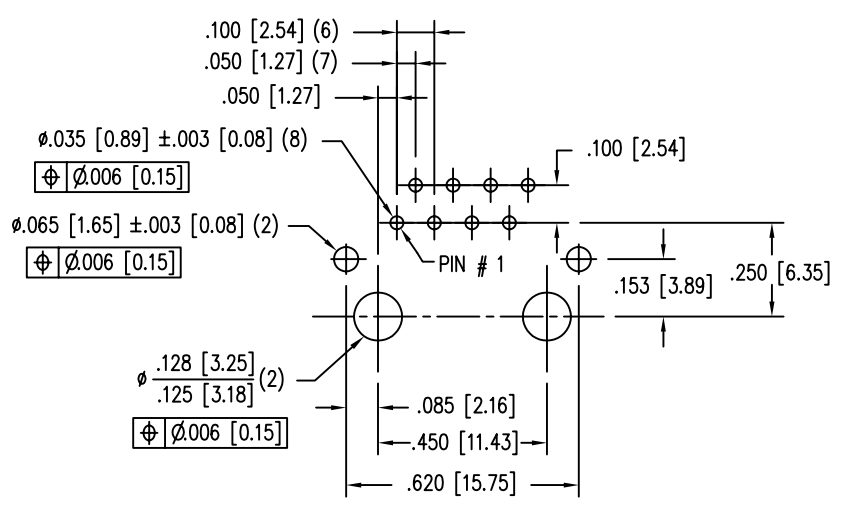 .100 [2.54] (6)
.050 [1.27] (7)
.050 [1.27]
ø.035 [0.89] ±.003 [0.08] (8)
.100 [2.54]
⌖ Ø.006 [0.15]
ø.065 [1.65] ±.003 [0.08] (2)
⌖ Ø.006 [0.15]
PIN # 1
.153 [3.89]
.250 [6.35]
ø .128 [3.25] (2)
.125 [3.18]
.085 [2.16]
⌖ Ø.006 [0.15]
.450 [11.43]
.620 [15.75]